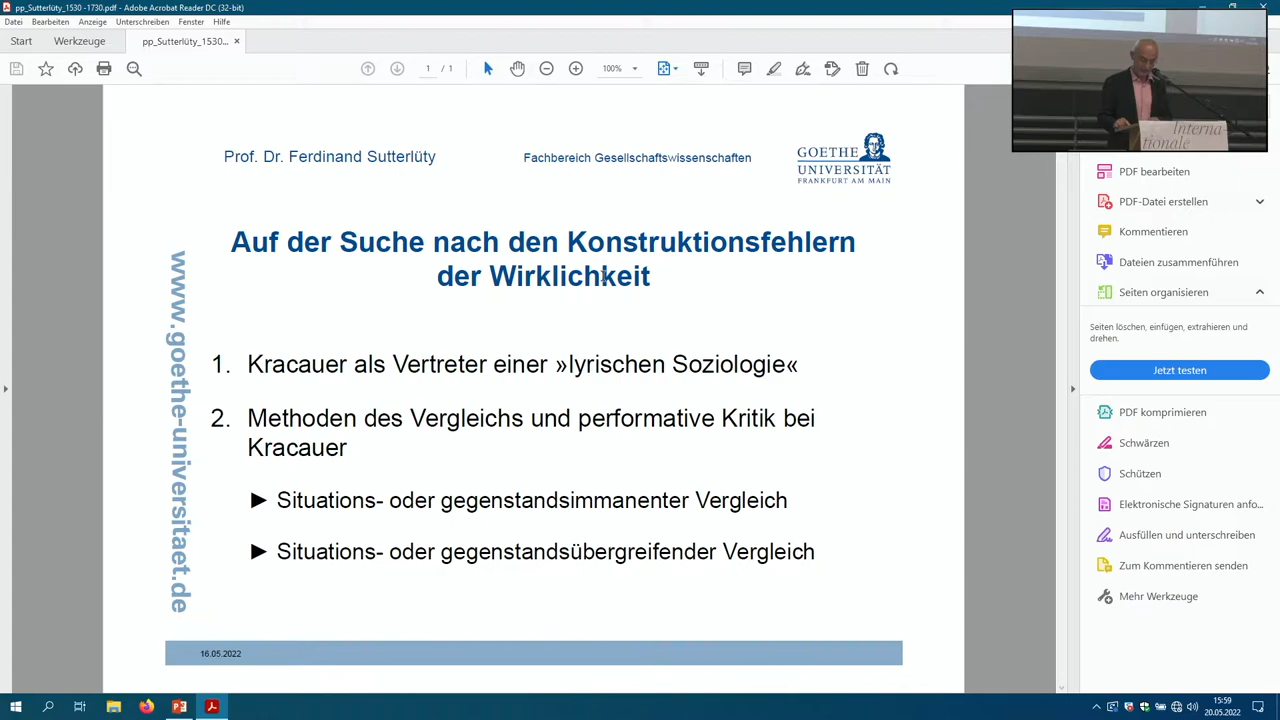 pp_Sutterlüty_1530 -1730.pdf - Adobe Acrobat Reader DC (32-bit)
Datei Bearbeiten Anzeige Unterschreiben Fenster Hilfe
Start Werkzeuge pp_Sutterlüty_1530... ×
1 / 1 100%
Interna-
tionale
Prof. Dr. Ferdinand Sutterlüty
Fachbereich Gesellschaftswissenschaften
GOETHE
UNIVERSITÄT
FRANKFURT AM MAIN
Auf der Suche nach den Konstruktionsfehlern
der Wirklichkeit
www.goethe-universitaet.de
1. Kracauer als Vertreter einer »lyrischen Soziologie«
2. Methoden des Vergleichs und performative Kritik bei
Kracauer
► Situations- oder gegenstandsimmanenter Vergleich
► Situations- oder gegenstandsübergreifender Vergleich
16.05.2022
PDF bearbeiten
PDF-Datei erstellen
Kommentieren
Dateien zusammenführen
Seiten organisieren
Seiten löschen, einfügen, extrahieren und
drehen.
Jetzt testen
PDF komprimieren
Schwärzen
Schützen
Elektronische Signaturen anfo...
Ausfüllen und unterschreiben
Zum Kommentieren senden
Mehr Werkzeuge
15:59
20.05.2022